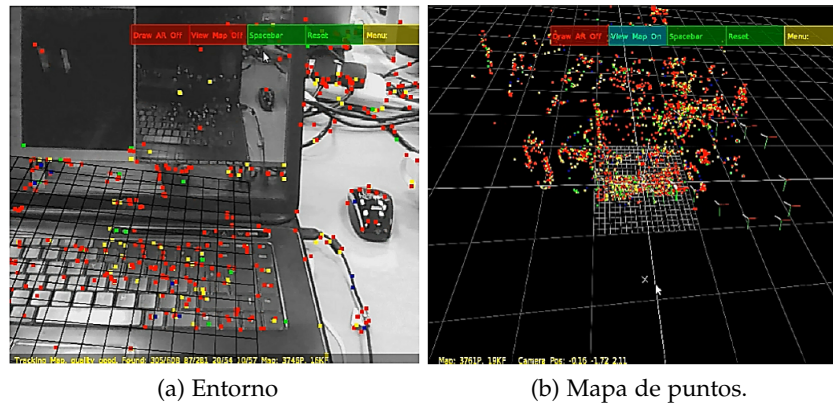 Draw AR Off View Map Off Spacebar Reset Menu:
Tracking Map, quality good. Found: 305/608 87/281 20/54 10/57 Map: 3746P, 16KF
(a) Entorno
Draw AR Off View Map On Spacebar Reset Menu:
Map: 3761P, 19KF Camera Pos: -0.16 -1.72 2.11
(b) Mapa de puntos.